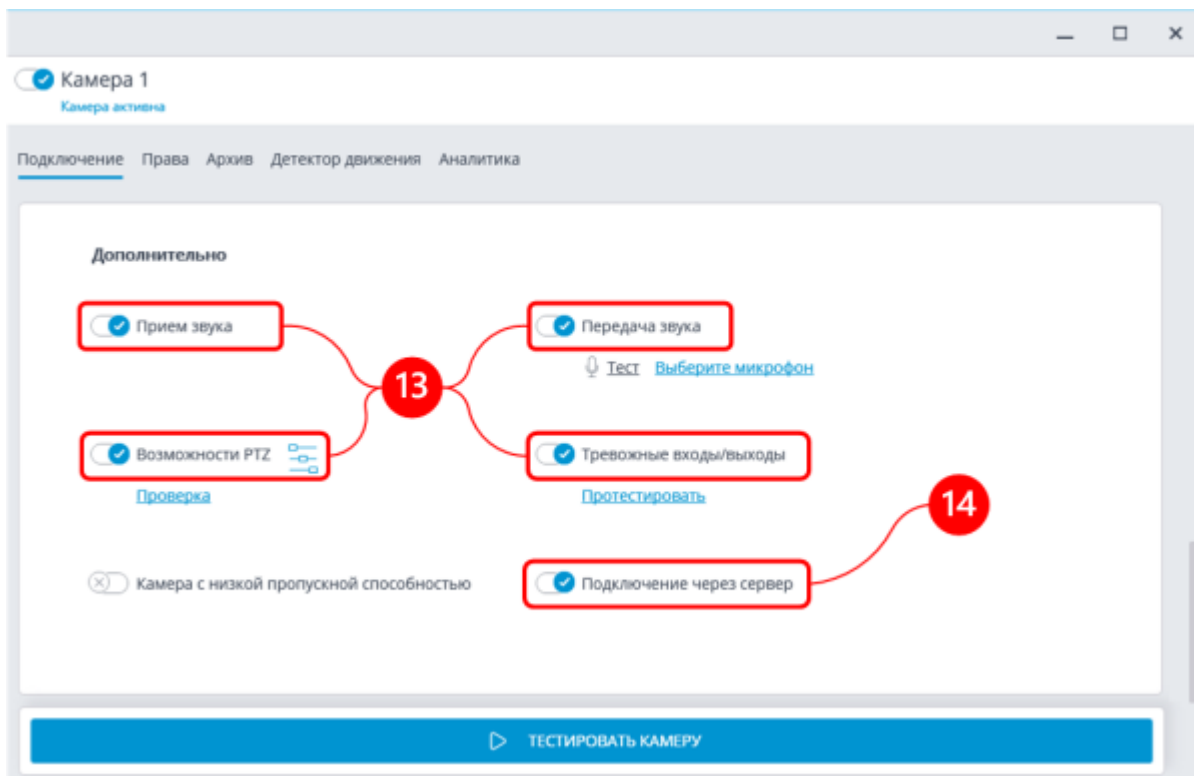 Камера 1
Камера активна
Подключение Права Архив Детектор движения Аналитика
Дополнительно
Прием звука
Передача звука
Тест Выберите микрофон
13
Возможности PTZ
Тревожные входы/выходы
Проверка
Протестировать
14
Камера с низкой пропускной способностью
Подключение через сервер
ТЕСТИРОВАТЬ КАМЕРУ